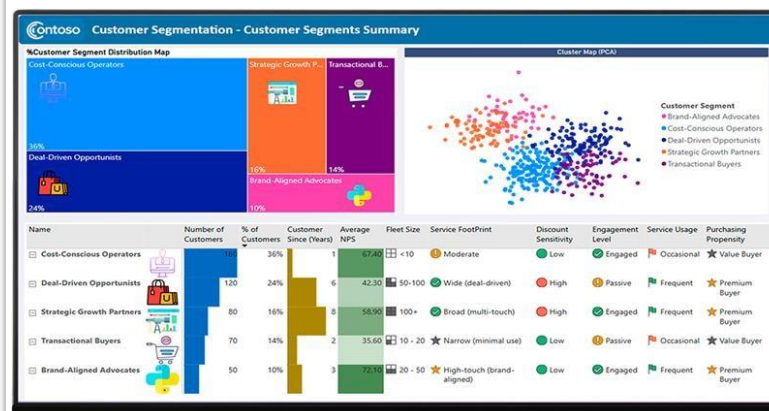 Contoso Customer Segmentation - Customer Segments Summary
%Customer Segment Distribution Map
Cost-Conscious Operators
36%
Deal-Driven Opportunists
24%
Strategic Growth P...
16%
Transactional B...
14%
Brand-Aligned Advocates
10%
Cluster Map (PCA)
Customer Segment
Brand-Aligned Advocates
Cost-Conscious Operators
Deal-Driven Opportunists
Strategic Growth Partners
Transactional Buyers
Name Number of Customers % of Customers Customer Since (Years) Average NPS Fleet Size Service FootPrint Discount Sensitivity Engagement Level Service Usage Purchasing Propensity
Cost-Conscious Operators 180 36% 1 67.40 <10 Moderate Low Engaged Occasional Value Buyer
Deal-Driven Opportunists 120 24% 6 42.30 50-100 Wide (deal-driven) High Passive Frequent Premium Buyer
Strategic Growth Partners 80 16% 8 58.90 100+ Broad (multi-touch) High Engaged Frequent Premium Buyer
Transactional Buyers 70 14% 2 35.60 10 - 20 Narrow (minimal use) Low Passive Occasional Value Buyer
Brand-Aligned Advocates 50 10% 3 72.10 20 - 50 High-touch (brand-aligned) Low Engaged Frequent Premium Buyer